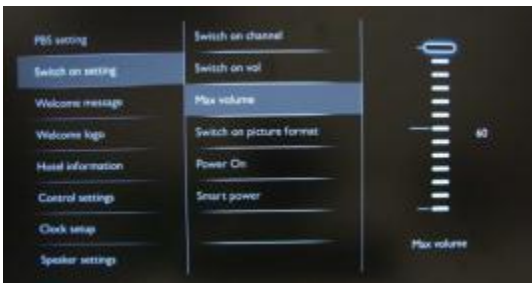 PBS setting
Switch on setting
Welcome message
Welcome logo
Hotel information
Control settings
Clock setup
Speaker settings
Switch on channel
Switch on vol
Max volume
Switch on picture format
Power On
Smart power
60
Max volume